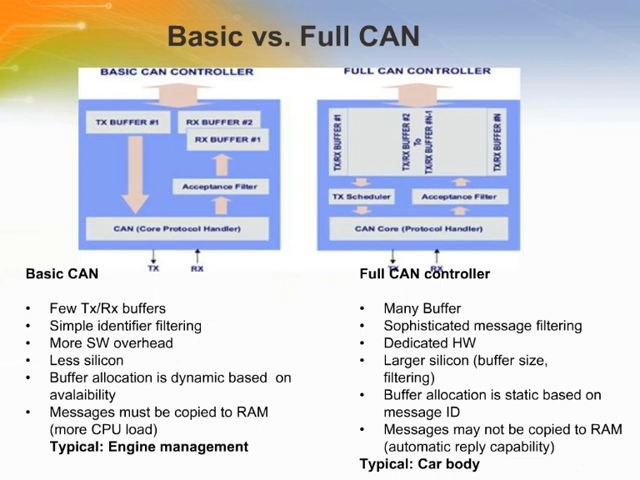 Basic vs. Full CAN
BASIC CAN CONTROLLER
TX BUFFER #1
RX BUFFER #2
RX BUFFER #1
Acceptance Filter
CAN (Core Protocol Handler)
TX
RX
FULL CAN CONTROLLER
TX/RX BUFFER #1
TX/RX BUFFER #2
To
TX/RX BUFFER #N-1
TX/RX BUFFER #N
TX Scheduler
Acceptance Filter
CAN Core (Protocol Handler)
TX
RX
Basic CAN
• Few Tx/Rx buffers
• Simple identifier filtering
• More SW overhead
• Less silicon
• Buffer allocation is dynamic based on
avalaibility
• Messages must be copied to RAM
(more CPU load)
Typical: Engine management
Full CAN controller
• Many Buffer
• Sophisticated message filtering
• Dedicated HW
• Larger silicon (buffer size,
filtering)
• Buffer allocation is static based on
message ID
• Messages may not be copied to RAM
(automatic reply capability)
Typical: Car body